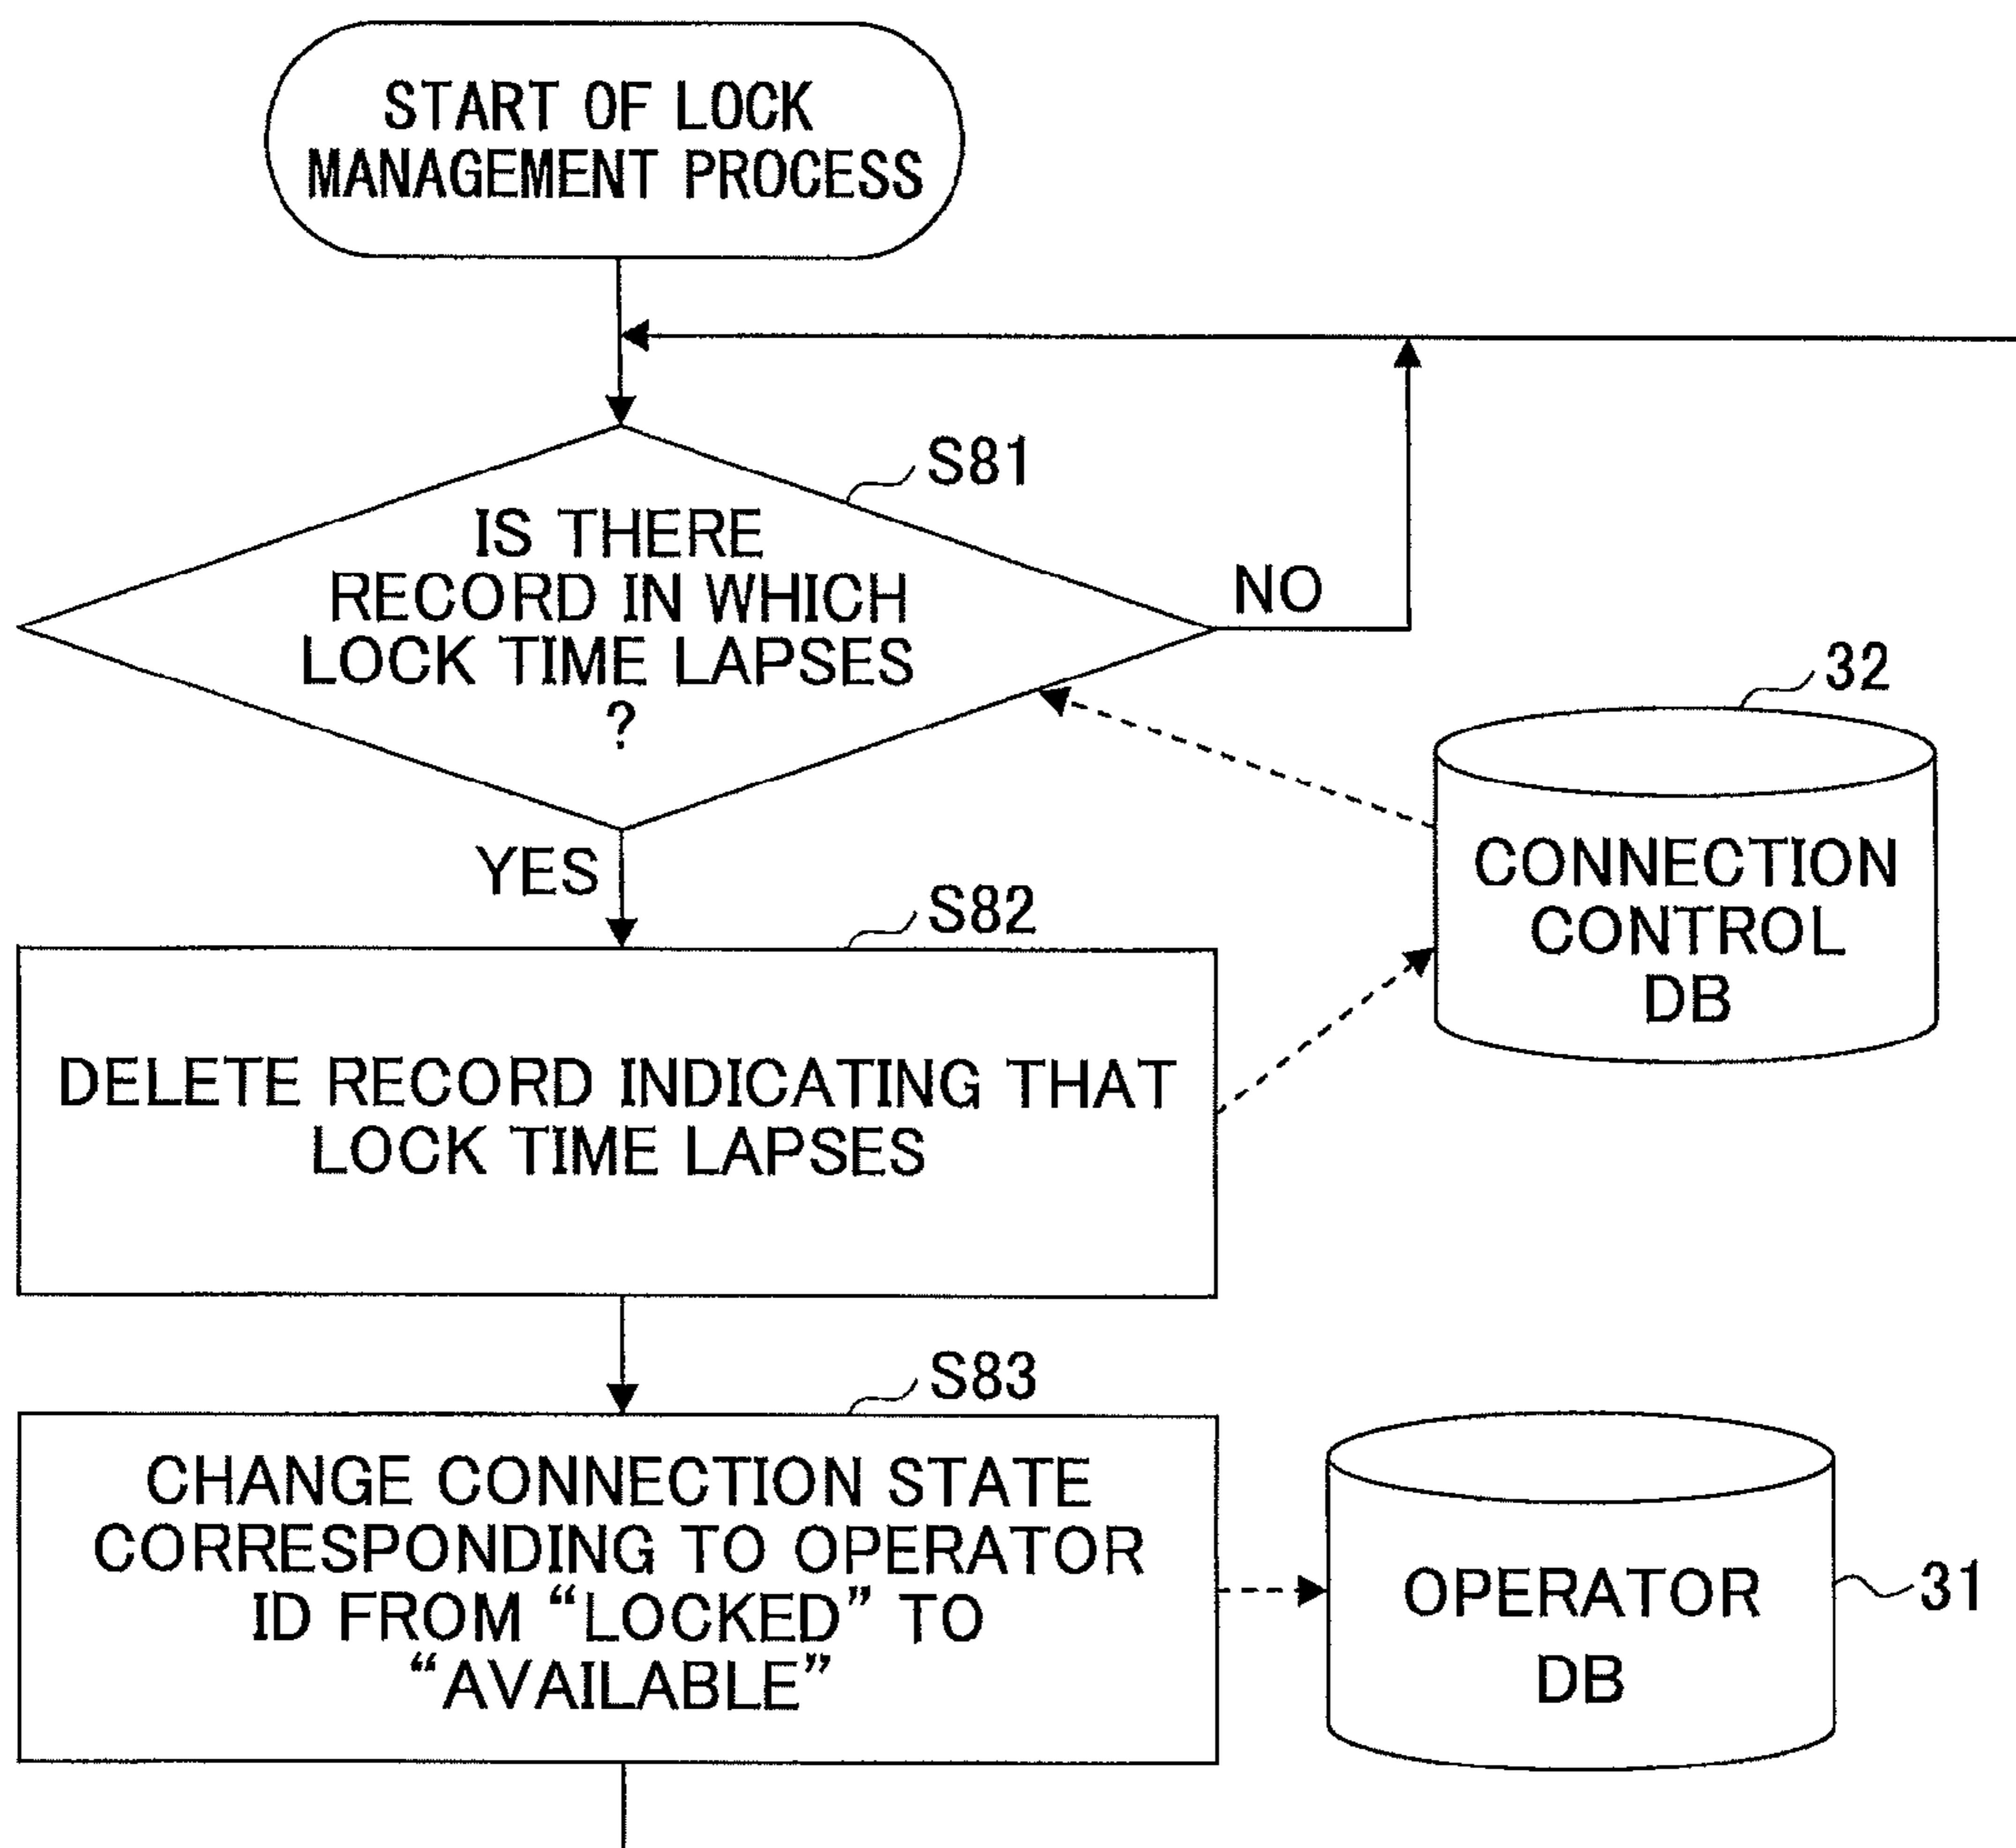 START OF LOCK
MANAGEMENT PROCESS
S81
IS THERE
RECORD IN WHICH
LOCK TIME LAPSES
?
NO
YES
32
CONNECTION
CONTROL
DB
S82
DELETE RECORD INDICATING THAT
LOCK TIME LAPSES
S83
CHANGE CONNECTION STATE
CORRESPONDING TO OPERATOR
ID FROM “LOCKED” TO
“AVAILABLE”
OPERATOR
DB
31